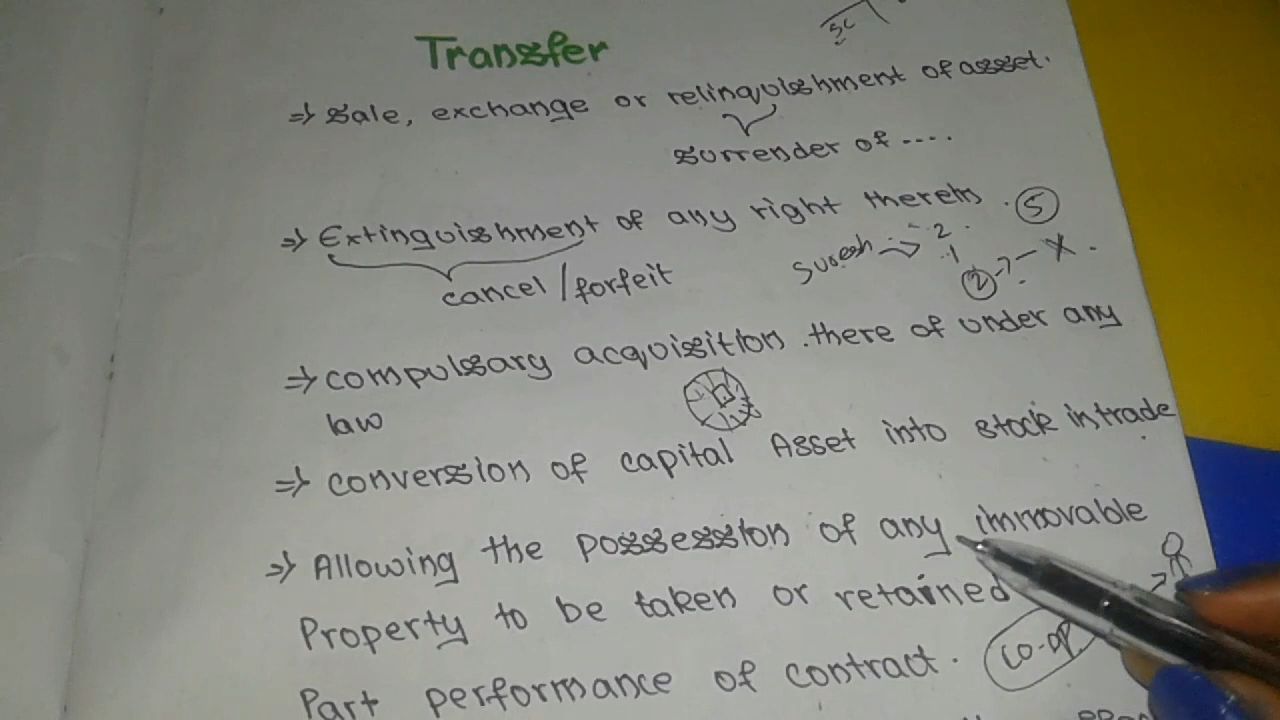 Transfer
⇒ Sale, exchange or relinquishment of asset.
surrender of ....
⇒ Extinguishment of any right therein. 5
cancel/forfeit
Suresh ⇒ 2
1
2 -?- X.
⇒ compulsary acquisition there of under any
law
⇒ conversion of capital Asset into stock in trade
⇒ Allowing the possession of any immovable
Property to be taken or retained
Part performance of contract. co-op